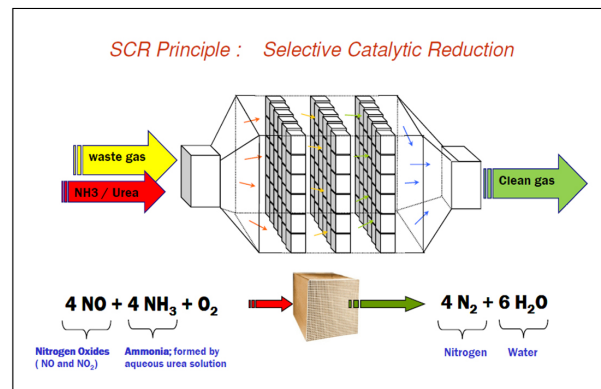 SCR Principle :    Selective Catalytic Reduction
waste gas
NH3 / Urea
Clean gas
4 NO + 4 NH₃ + O₂
4 N₂ + 6 H₂O
Nitrogen Oxides
( NO and NO₂)
Ammonia; formed by
aqueous urea solution
Nitrogen
Water